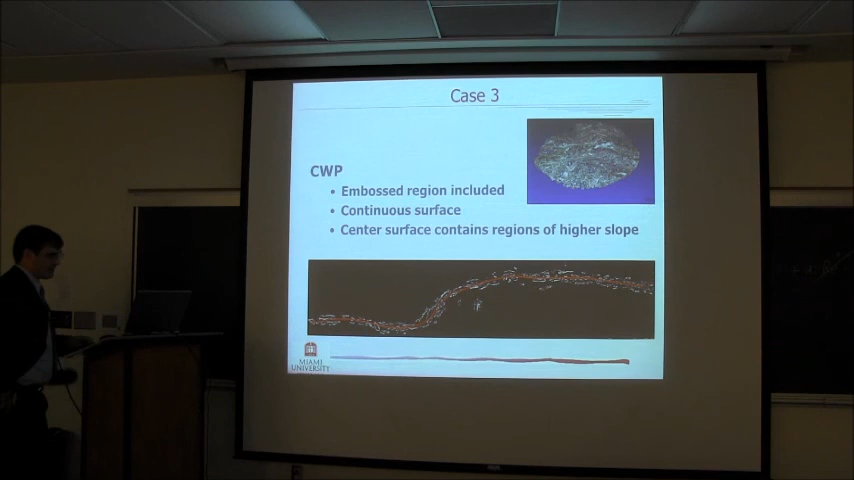 Case 3
CWP
• Embossed region included
• Continuous surface
• Center surface contains regions of higher slope
MIAMI
UNIVERSITY